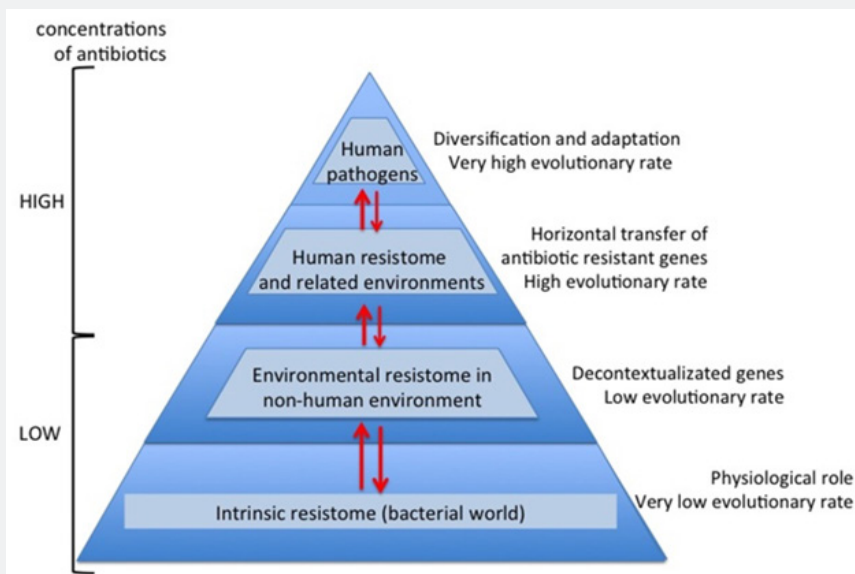 concentrations
of antibiotics
HIGH
LOW
Human
pathogens
Diversification and adaptation
Very high evolutionary rate
Human resistome
and related environments
Horizontal transfer of
antibiotic resistant genes
High evolutionary rate
Environmental resistome in
non-human environment
Decontextualizated genes
Low evolutionary rate
Intrinsic resistome (bacterial world)
Physiological role
Very low evolutionary rate